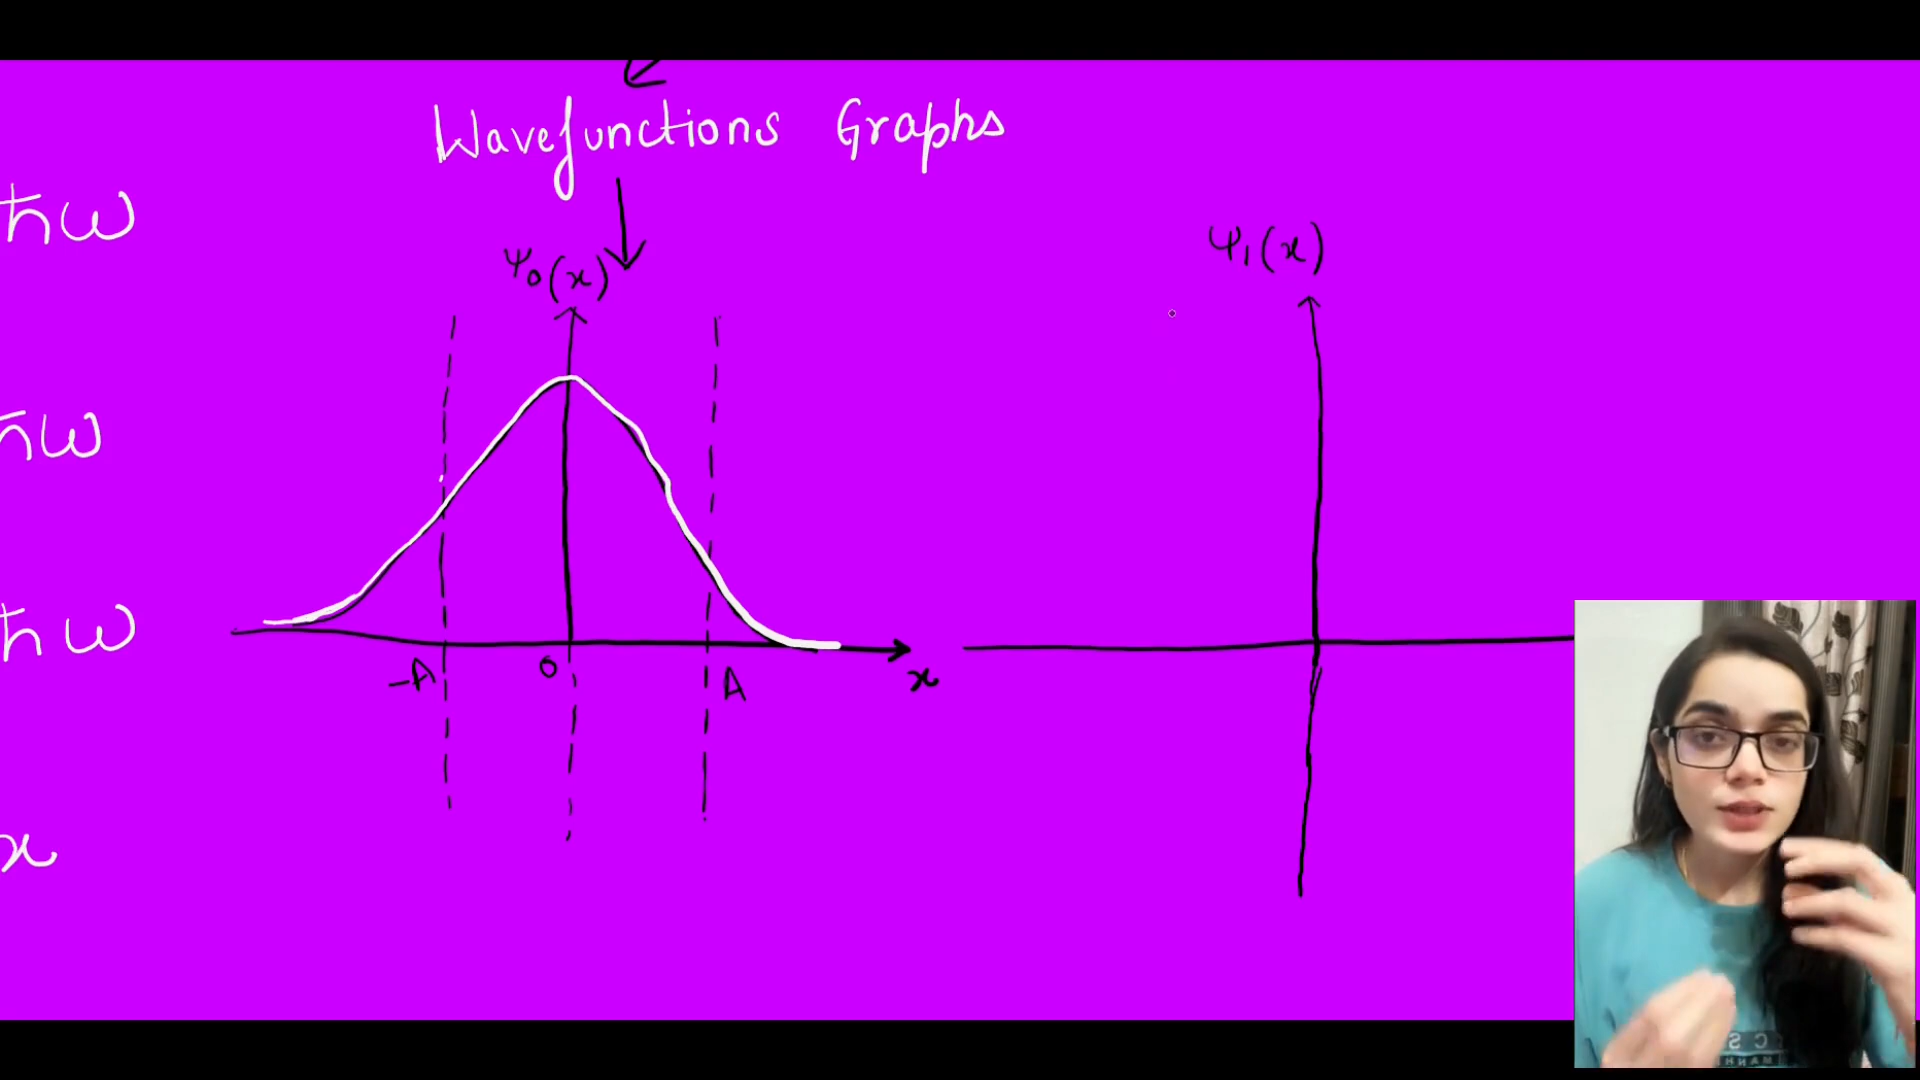 Wavefunctions Graphs
ħω
ψ₀(x)
ψ₁(x)
ħω
ħω
-A
0
A
x
x